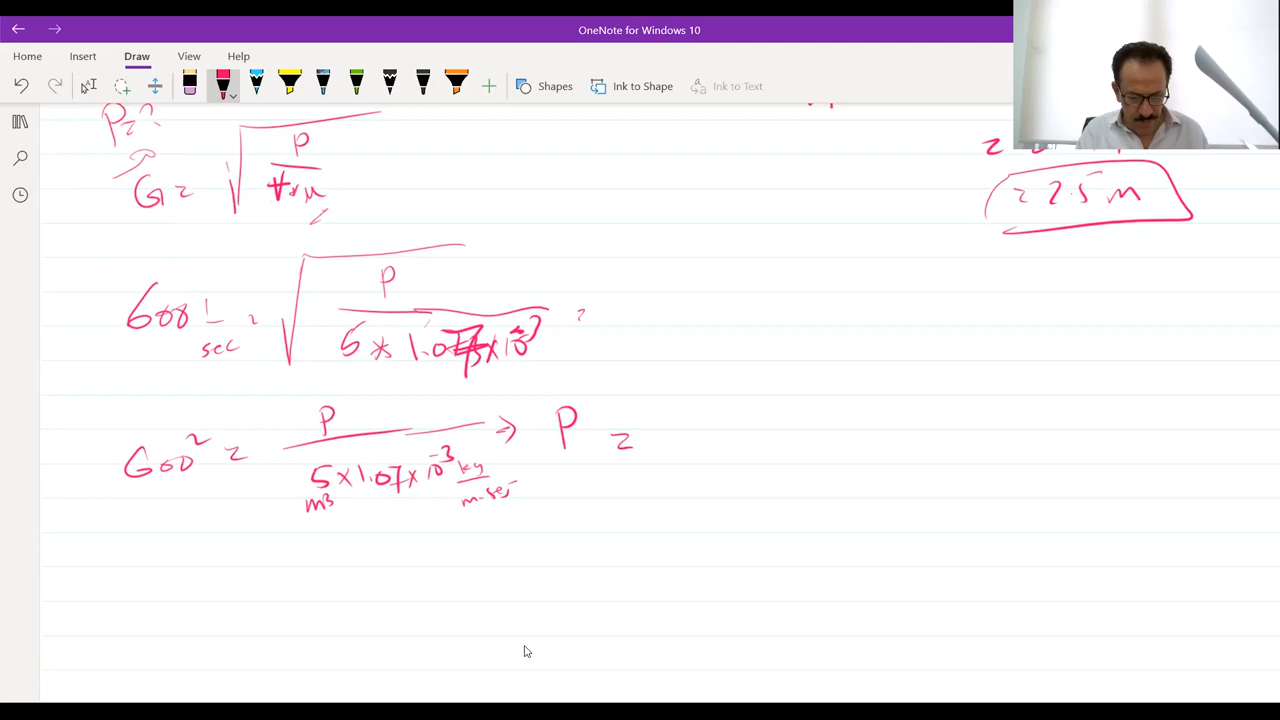 OneNote for Windows 10
Home Insert Draw View Help
Shapes Ink to Shape Ink to Text
P = ?
G = √ P / ∀ * μ
= 2.5 m
600 1/sec = √ P / 5 * 1.07 × 10⁻³ =
600² = P / 5 × 1.07 × 10⁻³ kg → P =
m³ m·sec